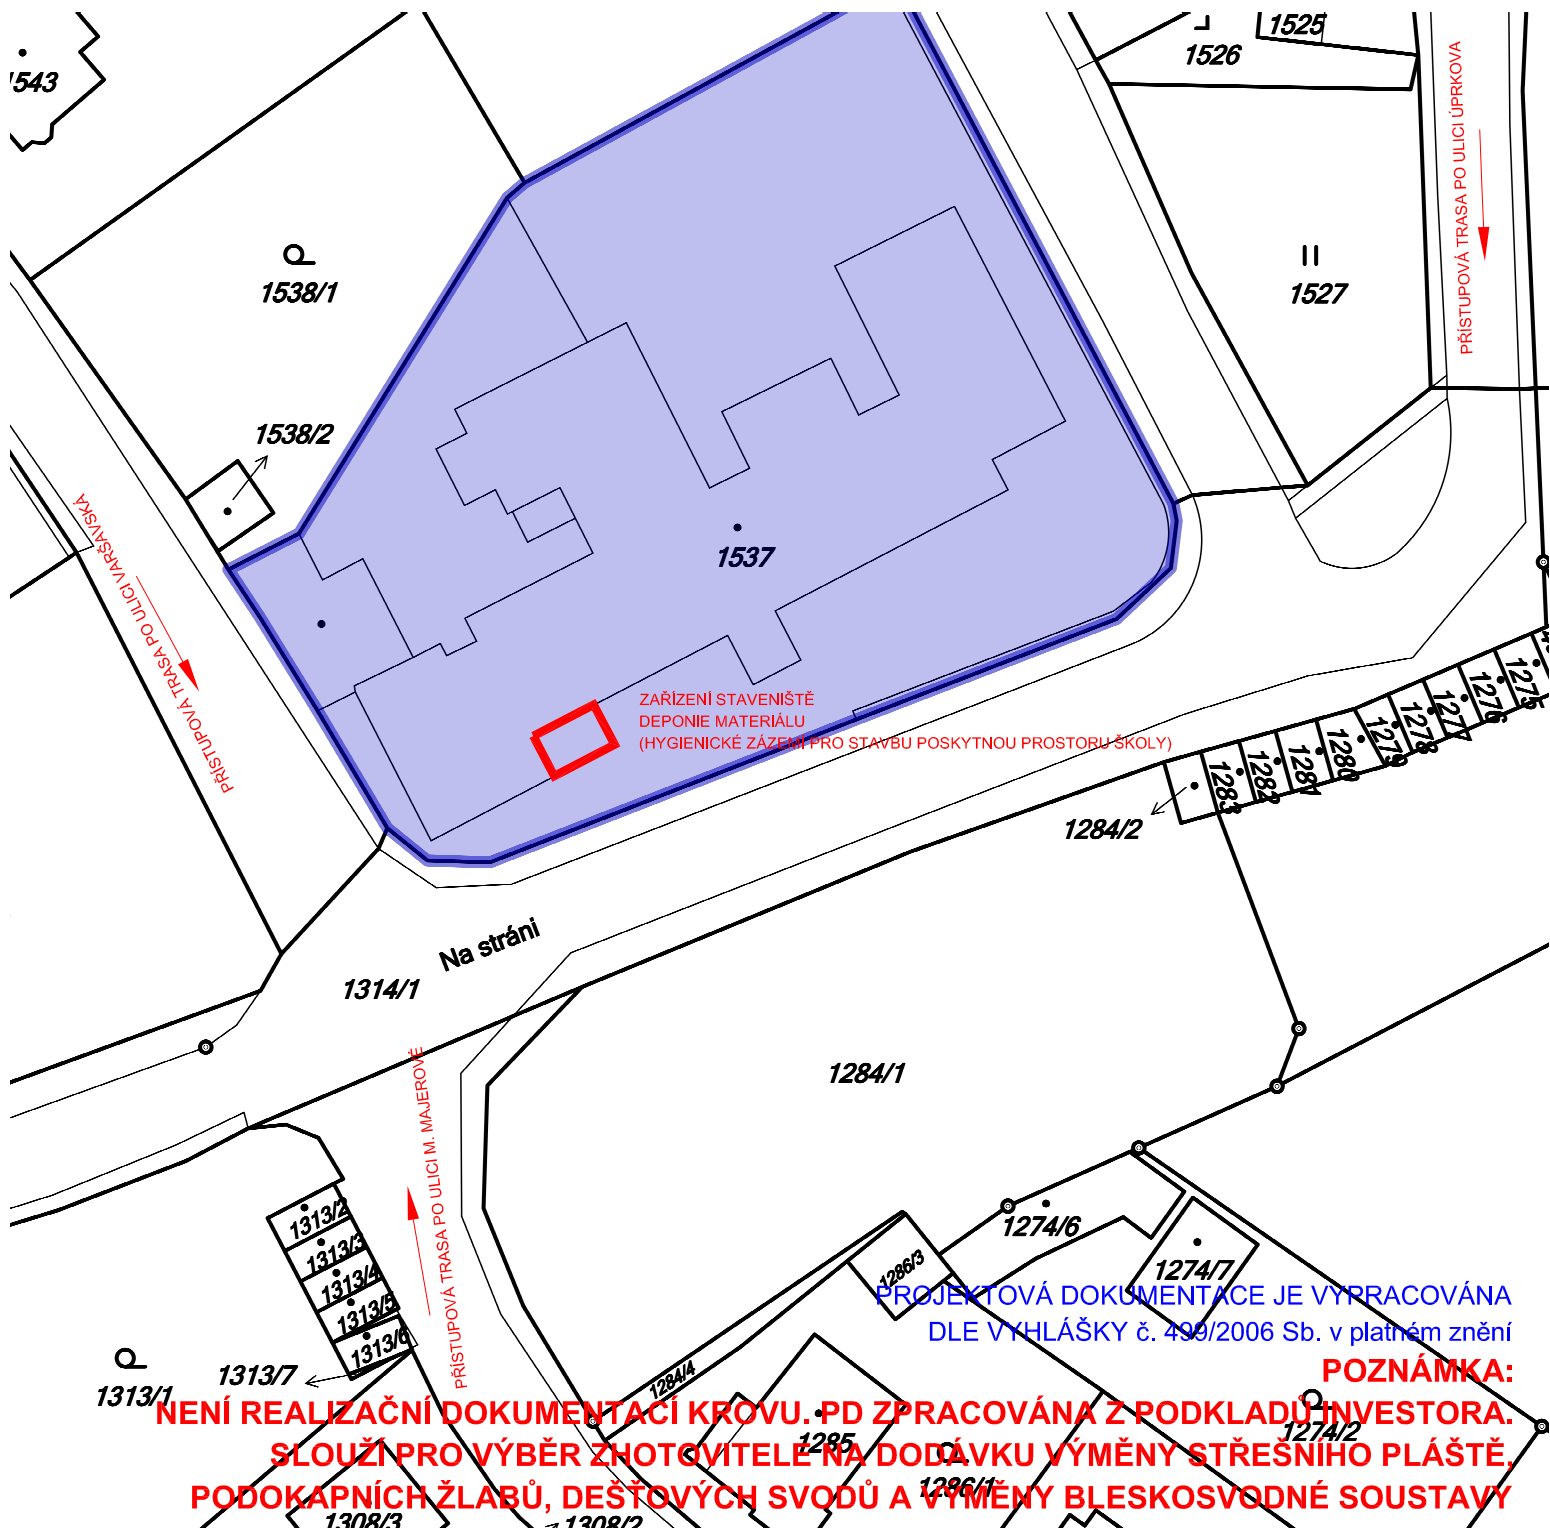 1543
1526
1525
PŘÍSTUPOVÁ TRASA PO ULICI ÚPRKOVA
1538/1
1527
1538/2
PŘÍSTUPOVÁ TRASA PO ULICI VARŠAVSKÁ
1537
ZAŘÍZENÍ STAVENIŠTĚ
DEPONIE MATERIÁLU
(HYGIENICKÉ ZÁZEMÍ PRO STAVBU POSKYTNOU PROSTORU ŠKOLY)
1275
1276
1277
1278
1279
1280
1281
1282
1283
1284/2
Na stráni
1314/1
1284/1
PŘÍSTUPOVÁ TRASA PO ULICI M. MAJEROVÉ
1313/2
1313/3
1313/4
1313/5
1313/6
1313/7
1313/1
1274/6
1274/7
1286/3
1284/4
PROJEKTOVÁ DOKUMENTACE JE VYPRACOVÁNA
DLE VYHLÁŠKY č. 499/2006 Sb. v platném znění
POZNÁMKA:
NENÍ REALIZAČNÍ DOKUMENTACÍ KROVU. PD ZPRACOVÁNA Z PODKLADŮ INVESTORA.
1285
1274/2
SLOUŽÍ PRO VÝBĚR ZHOTOVITELE NA DODÁVKU VÝMĚNY STŘEŠNÍHO PLÁŠTĚ,
1286/1
PODOKAPNÍCH ŽLABŮ, DEŠŤOVÝCH SVODŮ A VÝMĚNY BLESKOSVODNÉ SOUSTAVY
1308/3
1308/2